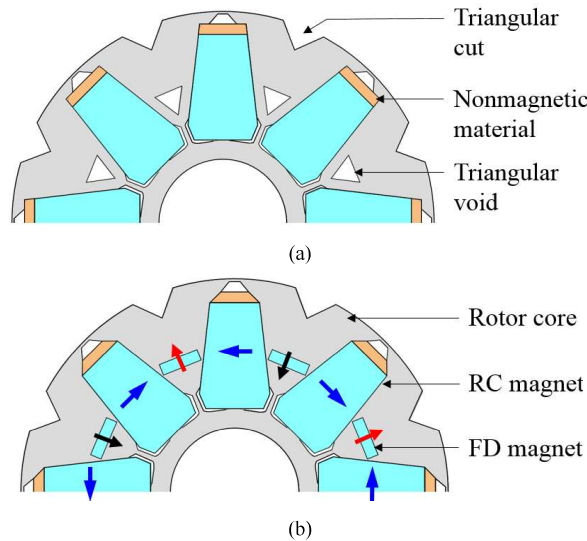 Triangular
cut
Nonmagnetic
material
Triangular
void
(a)
Rotor core
RC magnet
FD magnet
(b)